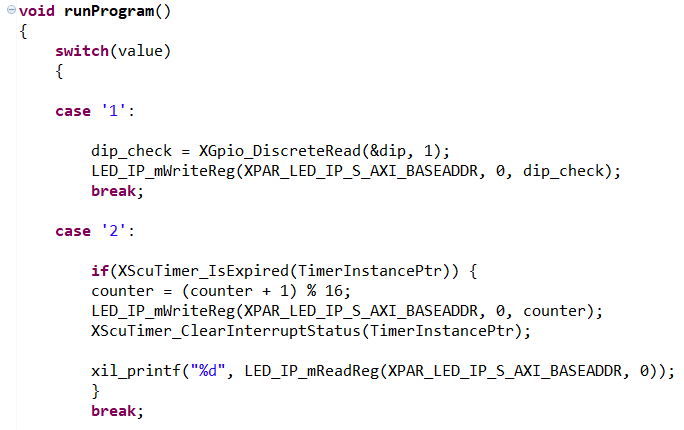 void runProgram()
{
switch(value)
{
case '1':
dip_check = XGpio_DiscreteRead(&dip, 1);
LED_IP_mWriteReg(XPAR_LED_IP_S_AXI_BASEADDR, 0, dip_check);
break;
case '2':
if(XScuTimer_IsExpired(TimerInstancePtr)) {
counter = (counter + 1) % 16;
LED_IP_mWriteReg(XPAR_LED_IP_S_AXI_BASEADDR, 0, counter);
XScuTimer_ClearInterruptStatus(TimerInstancePtr);
xil_printf("%d", LED_IP_mReadReg(XPAR_LED_IP_S_AXI_BASEADDR, 0));
}
break;